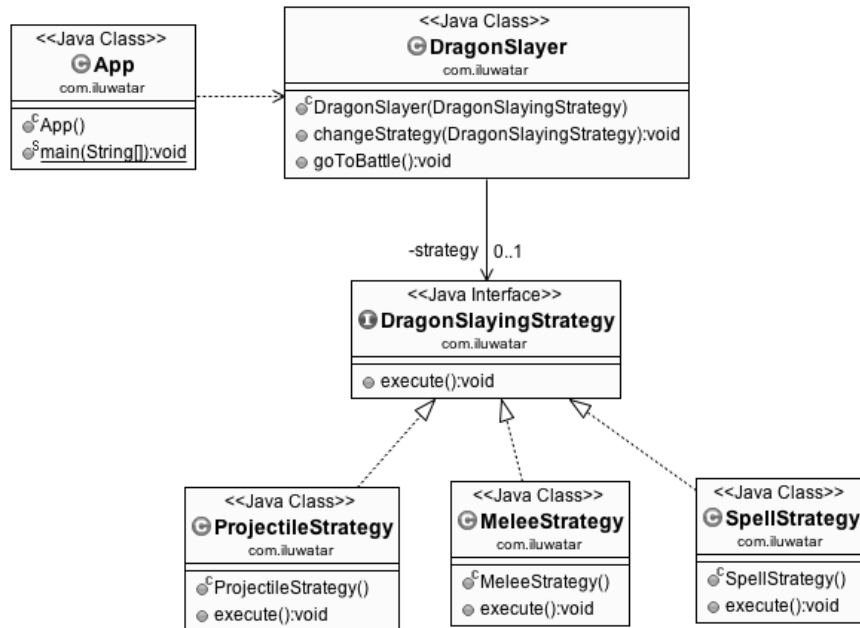 <<Java Class>>
App
com.iluwatar
App()
main(String[]):void
<<Java Class>>
DragonSlayer
com.iluwatar
DragonSlayer(DragonSlayingStrategy)
changeStrategy(DragonSlayingStrategy):void
goToBattle():void
-strategy 0..1
<<Java Interface>>
DragonSlayingStrategy
com.iluwatar
execute():void
<<Java Class>>
ProjectileStrategy
com.iluwatar
ProjectileStrategy()
execute():void
<<Java Class>>
MeleeStrategy
com.iluwatar
MeleeStrategy()
execute():void
<<Java Class>>
SpellStrategy
com.iluwatar
SpellStrategy()
execute():void